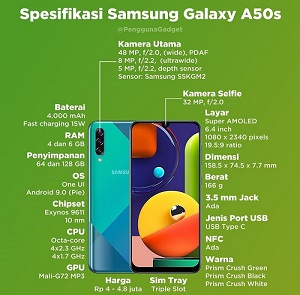 Spesifikasi Samsung Galaxy A50s
@PenggunaGadget
Kamera Utama
48 MP, f/2.0, (wide), PDAF
8 MP, f/2.2, (ultrawide)
5 MP, f/2.2, depth sensor
Sensor: Samsung S5KGM2
Kamera Selfie
32 MP, f/2.0
Baterai
4.000 mAh
Fast charging 15W
RAM
4 dan 6 GB
Penyimpanan
64 dan 128 GB
OS
One UI
Android 9.0 (Pie)
Chipset
Exynos 9611
10 nm
CPU
Octa-core
4x2.3 GHz
4x1.7 GHz
GPU
Mali-G72 MP3
SAMSUNG
Harga
Rp 4 - 4.8 juta
Sim Tray
Triple Slot
Layar
Super AMOLED
6.4 inch
1080 x 2340 pixels
19.5:9 ratio
Dimensi
158.5 x 74.5 x 7.7 mm
Berat
166 g
3.5 mm Jack
Ada
Jenis Port USB
USB Type C
NFC
Ada
Warna
Prism Crush Green
Prism Crush Black
Prism Crush White